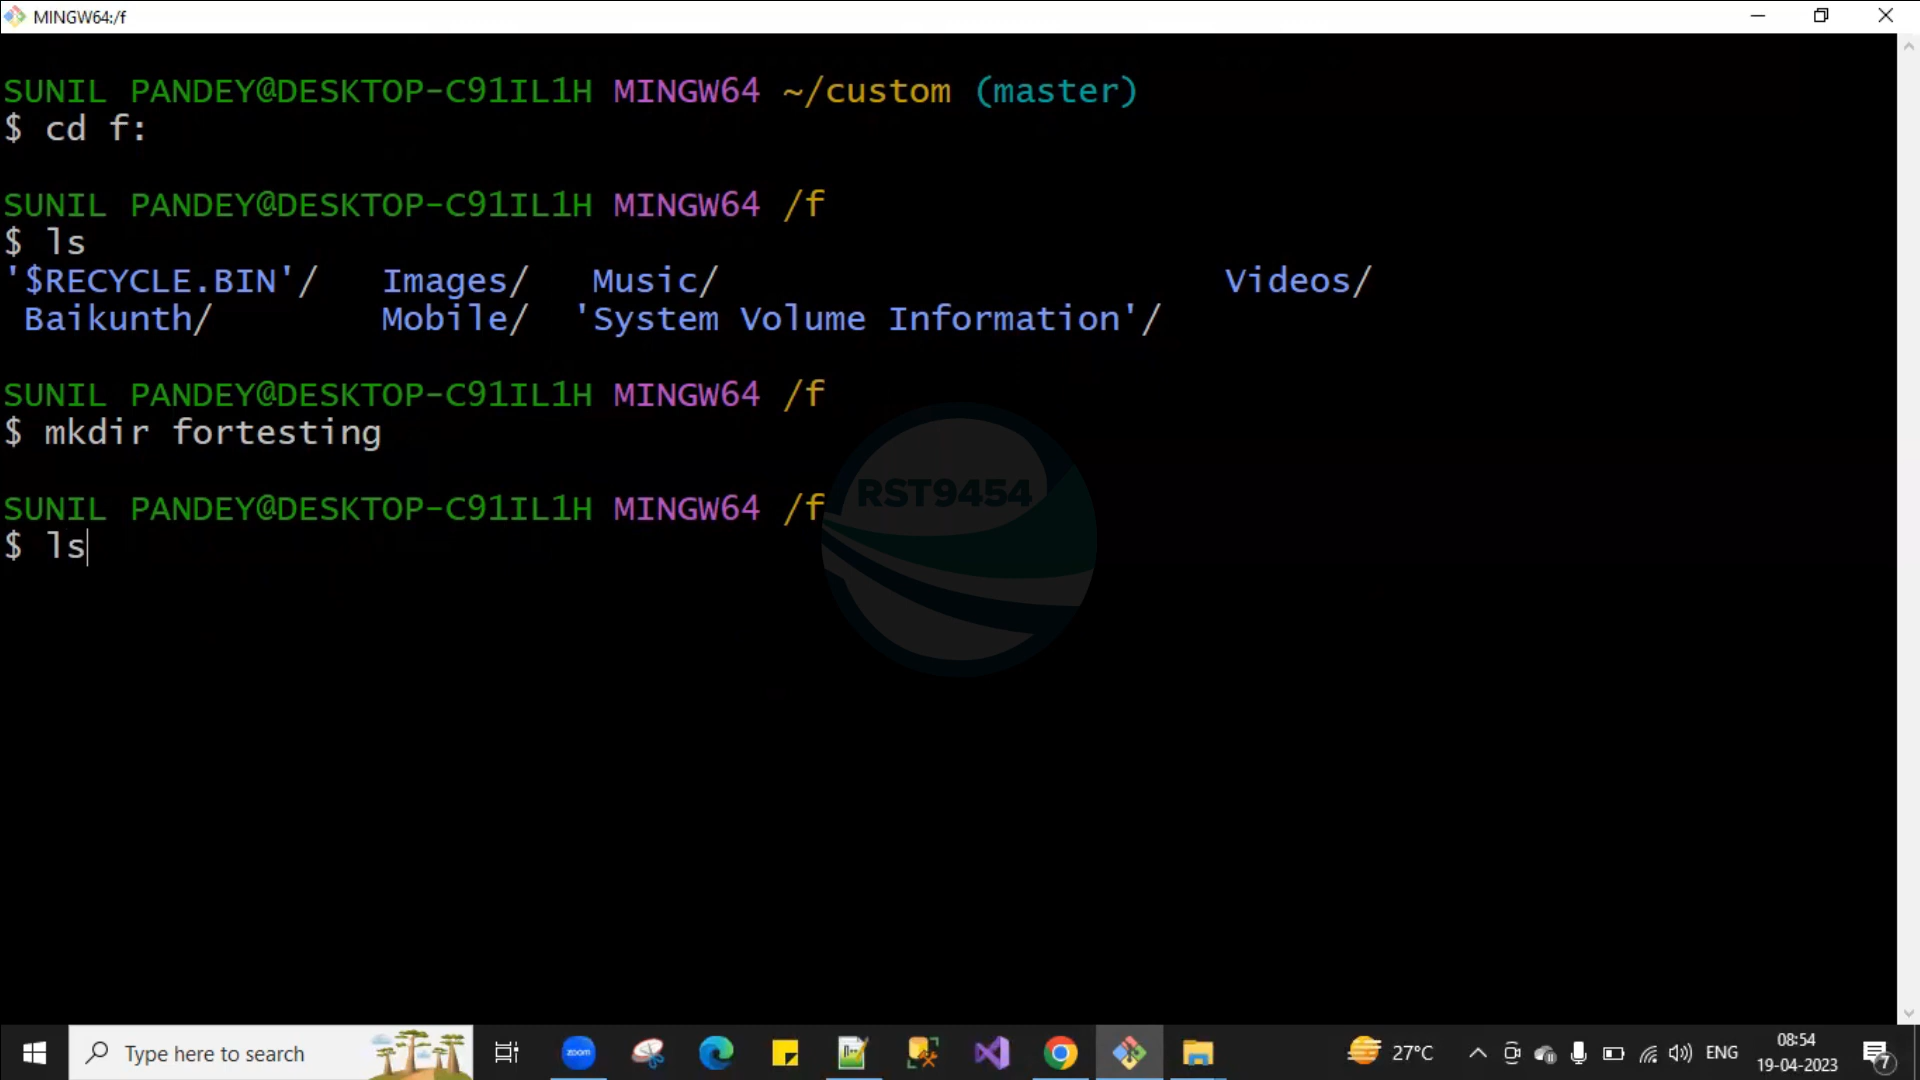 MINGW64:/f
SUNIL PANDEY@DESKTOP-C91IL1H MINGW64 ~/custom (master)
$ cd f:
SUNIL PANDEY@DESKTOP-C91IL1H MINGW64 /f
$ ls
'$RECYCLE.BIN'/ Images/ Music/ Videos/
Baikunth/ Mobile/ 'System Volume Information'/
SUNIL PANDEY@DESKTOP-C91IL1H MINGW64 /f
$ mkdir fortesting
SUNIL PANDEY@DESKTOP-C91IL1H MINGW64 /f
$ ls
RST9454
Type here to search
zoom
27°C
ENG
08:54
19-04-2023
7